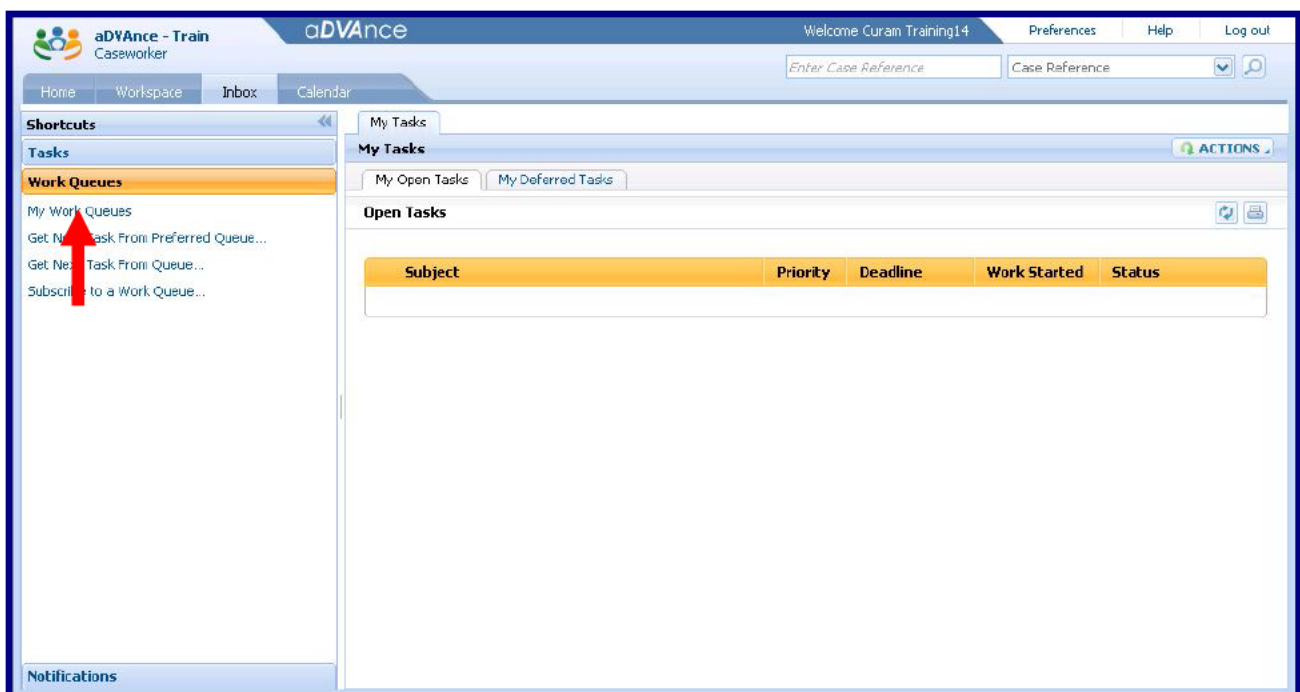 aDVAnce - Train
Caseworker
aDVAnce
Welcome Curam Training14
Preferences
Help
Log out
Enter Case Reference
Case Reference
Home
Workspace
Inbox
Calendar
Shortcuts
Tasks
Work Queues
My Work Queues
Get Next Task From Preferred Queue...
Get Next Task From Queue...
Subscribe to a Work Queue...
Notifications
My Tasks
My Tasks
ACTIONS
My Open Tasks
My Deferred Tasks
Open Tasks
Subject Priority Deadline Work Started Status